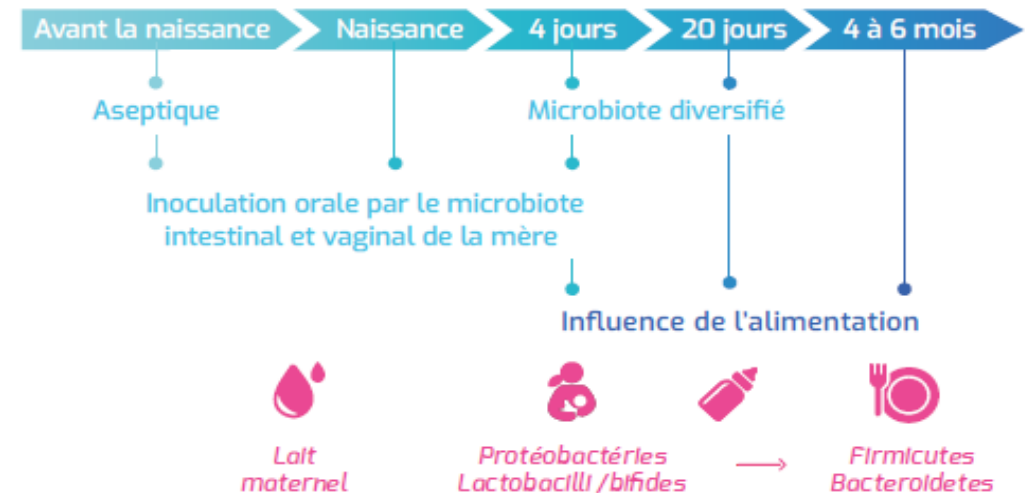 Avant la naissance
Naissance
4 jours
20 jours
4 à 6 mois
Aseptique
Microbiote diversifié
Inoculation orale par le microbiote
intestinal et vaginal de la mère
Influence de l'alimentation
Lait
maternel
Protéobactéries
Lactobacilli /bifides
Firmicutes
Bacteroidetes